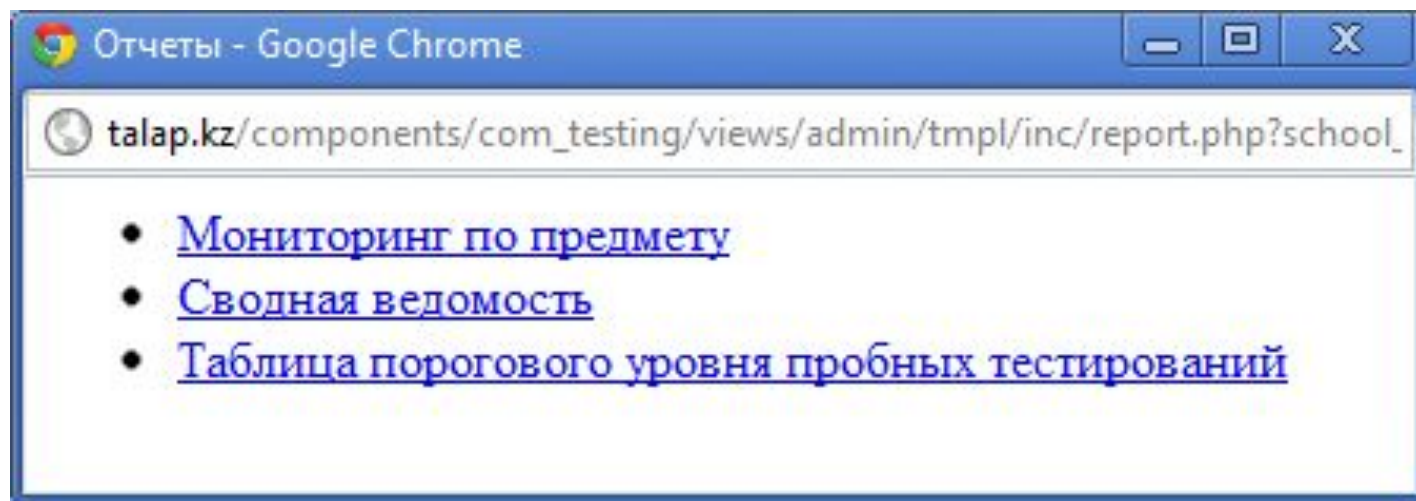 Отчеты - Google Chrome
talap.kz/components/com_testing/views/admin/tmpl/inc/report.php?school_
Мониторинг по предмету
Сводная ведомость
Таблица порогового уровня пробных тестирований